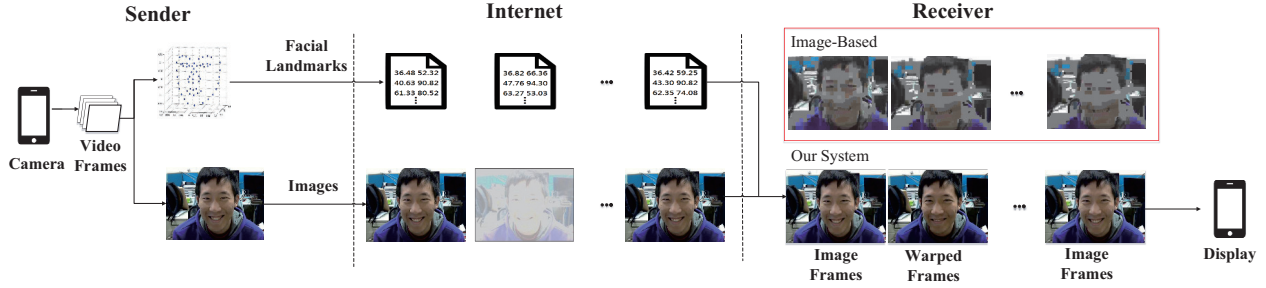 Sender
Internet
Receiver
Facial
Landmarks
36.48 52.32
40.63 90.82
61.33 80.52
36.82 66.36
47.76 94.30
63.27 53.03
...
36.42 59.25
43.30 90.82
62.35 74.08
Image-Based
...
Camera
Video
Frames
Images
...
Our System
...
Image
Frames
Warped
Frames
Image
Frames
Display